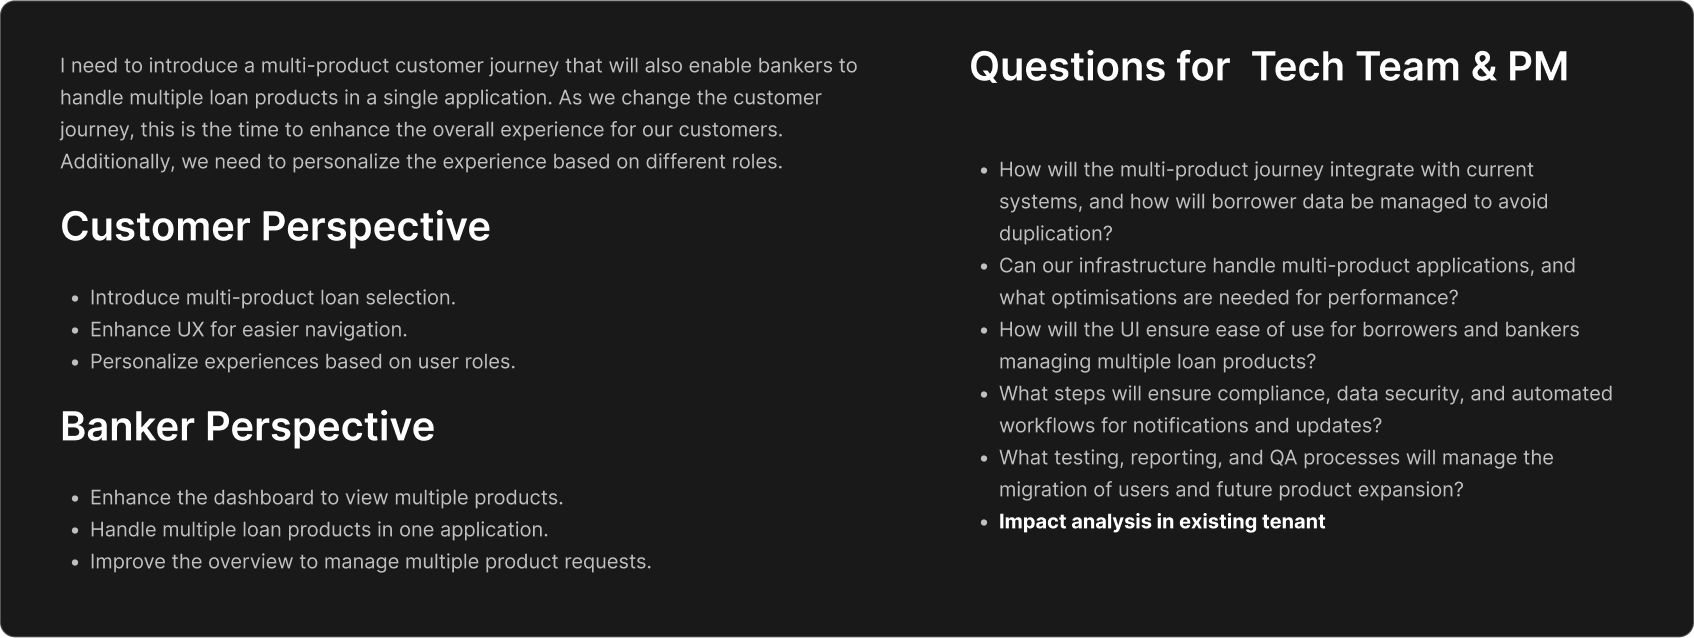 I need to introduce a multi-product customer journey that will also enable bankers to
handle multiple loan products in a single application. As we change the customer
journey, this is the time to enhance the overall experience for our customers.
Additionally, we need to personalize the experience based on different roles.
Customer Perspective
• Introduce multi-product loan selection.
• Enhance UX for easier navigation.
• Personalize experiences based on user roles.
Banker Perspective
• Enhance the dashboard to view multiple products.
• Handle multiple loan products in one application.
• Improve the overview to manage multiple product requests.
Questions for Tech Team & PM
• How will the multi-product journey integrate with current
systems, and how will borrower data be managed to avoid
duplication?
• Can our infrastructure handle multi-product applications, and
what optimisations are needed for performance?
• How will the UI ensure ease of use for borrowers and bankers
managing multiple loan products?
• What steps will ensure compliance, data security, and automated
workflows for notifications and updates?
• What testing, reporting, and QA processes will manage the
migration of users and future product expansion?
• Impact analysis in existing tenant